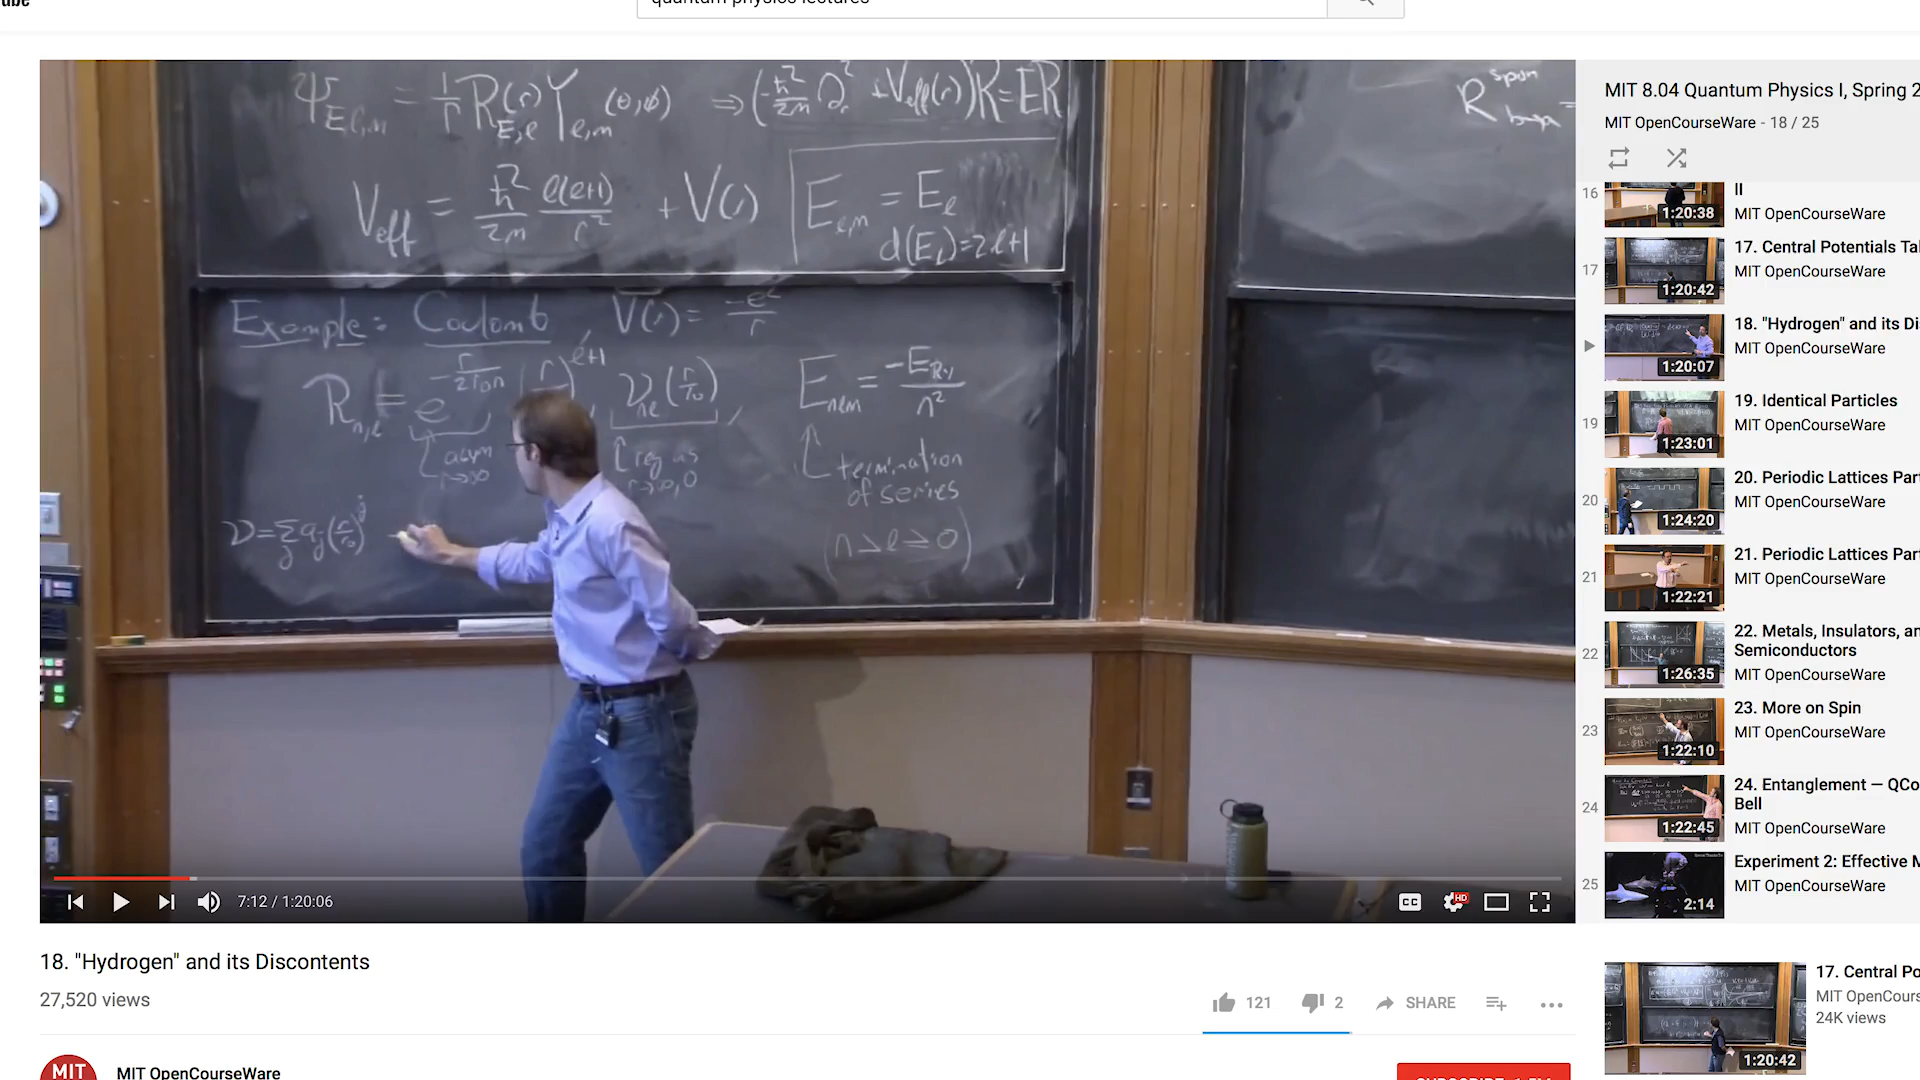 MIT 8.04 Quantum Physics I, Spring 2
MIT OpenCourseWare - 18 / 25
16
II
1:20:38
MIT OpenCourseWare
17
17. Central Potentials Ta
1:20:42
MIT OpenCourseWare
18. "Hydrogen" and its Di
1:20:07
MIT OpenCourseWare
19
19. Identical Particles
1:23:01
MIT OpenCourseWare
20
20. Periodic Lattices Part
1:24:20
MIT OpenCourseWare
21
21. Periodic Lattices Part
1:22:21
MIT OpenCourseWare
22
22. Metals, Insulators, an
Semiconductors
1:26:35
MIT OpenCourseWare
23
23. More on Spin
1:22:10
MIT OpenCourseWare
24
24. Entanglement — QCo
Bell
1:22:45
MIT OpenCourseWare
25
Experiment 2: Effective M
2:14
MIT OpenCourseWare
ψ_{E,l,m} = 1/r R_{E,l}(r) Y_{l,m}(θ,φ) ⇒ (-ħ²/2m ∂_r² + V_eff(r)) R = ER
V_eff = ħ²/2m l(l+1)/r² + V(r)
E_{l,m} = E_l
d(E_l) = 2l+1
Example: Coulomb, V(r) = -e²/r
R_{n,l} = e^{-r/2r₀n} (r/)^{l+1} ν_{nl}(r/r₀),
E_{nlm} = -E_{Ry}/n²
asym
r→∞
reg as
r→∞,0
termination
of series
(n>l≥0)
ν = Σ_j a_j (r/r₀)^j
R
7:12 / 1:20:06
CC
HD
18. "Hydrogen" and its Discontents
27,520 views
121
2
SHARE
MIT
MIT OpenCourseWare
17. Central Po
MIT OpenCours
24K views
1:20:42